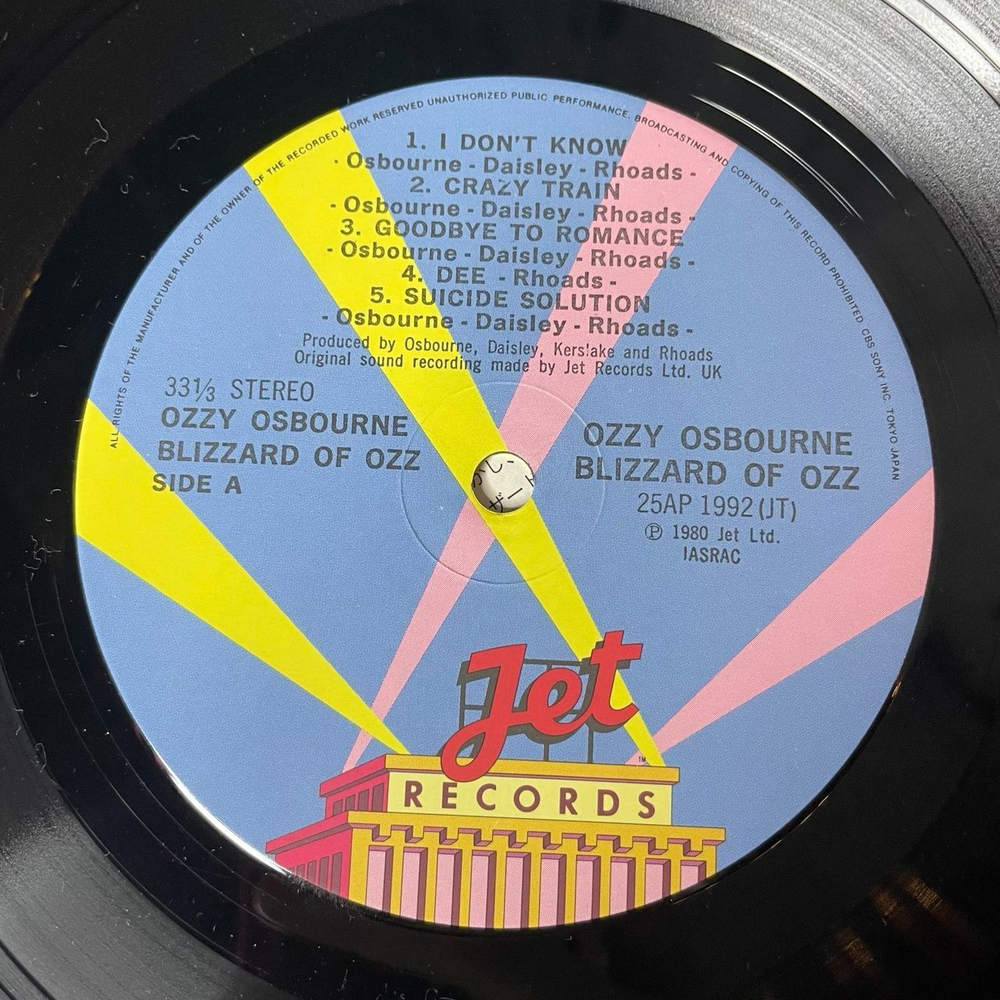 ALL RIGHTS OF THE MANUFACTURER AND OF THE OWNER OF THE RECORDED WORK RESERVED UNAUTHORIZED PUBLIC PERFORMANCE, BROADCASTING AND COPYING OF THIS RECORD PROHIBITED CBS SONY INC. TOKYO JAPAN
1. I DON'T KNOW
- Osbourne - Daisley - Rhoads -
2. CRAZY TRAIN
- Osbourne - Daisley - Rhoads -
3. GOODBYE TO ROMANCE
- Osbourne - Daisley - Rhoads -
4. DEE - Rhoads -
5. SUICIDE SOLUTION
- Osbourne - Daisley - Rhoads -
Produced by Osbourne, Daisley, Kerslake and Rhoads
Original sound recording made by Jet Records Ltd. UK
33⅓ STEREO
OZZY OSBOURNE
BLIZZARD OF OZZ
SIDE A
OZZY OSBOURNE
BLIZZARD OF OZZ
25AP 1992 (JT)
Ⓟ 1980 Jet Ltd.
JASRAC
Jet
TM
RECORDS